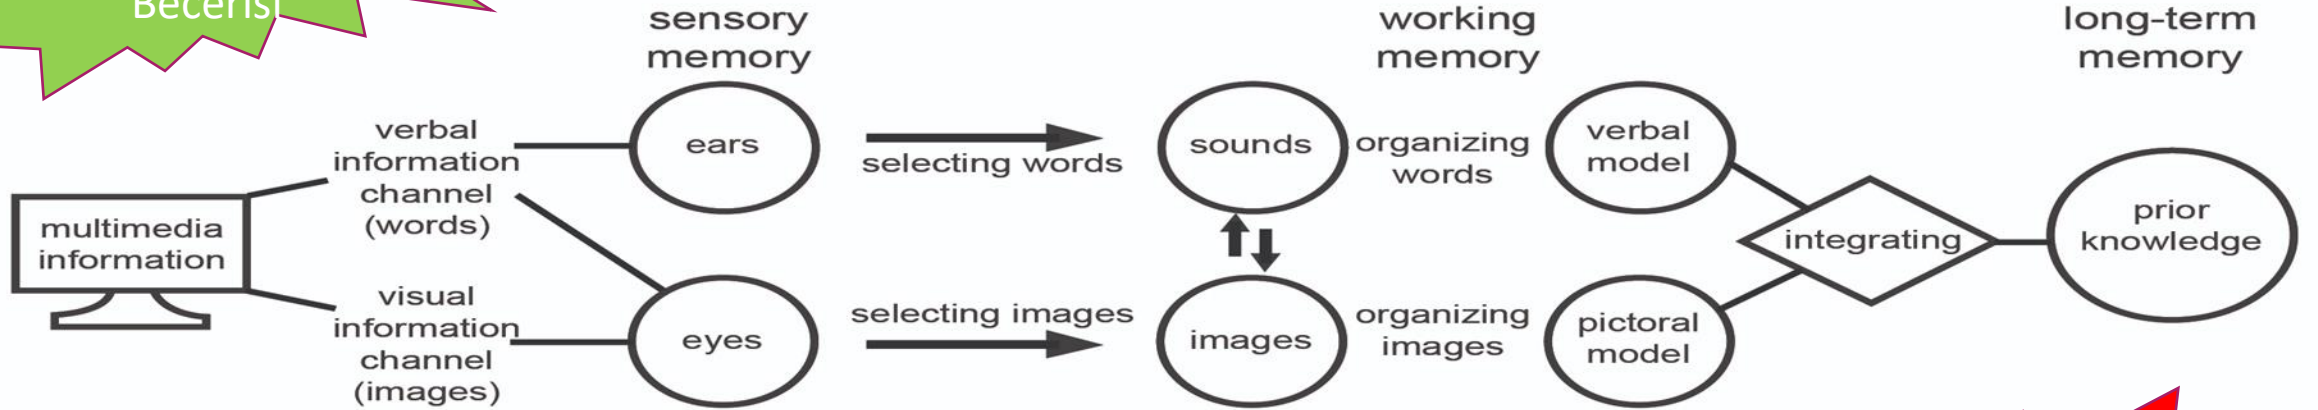 Becerisi
sensory
memory
working
memory
long-term
memory
verbal
information
channel
(words)
ears
selecting words
sounds
organizing
words
verbal
model
multimedia
information
integrating
prior
knowledge
visual
information
channel
(images)
eyes
selecting images
images
organizing
images
pictoral
model